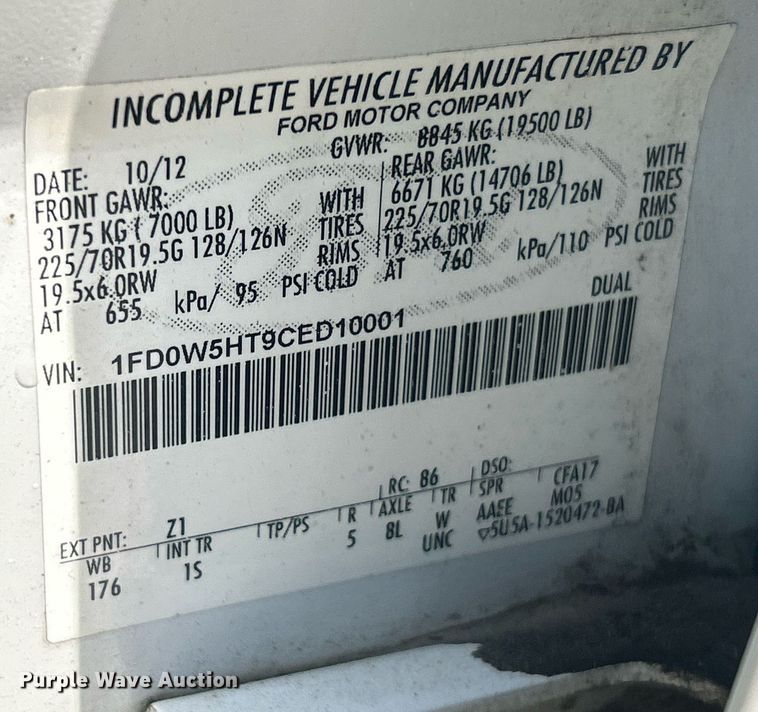 INCOMPLETE VEHICLE MANUFACTURED BY
FORD MOTOR COMPANY
DATE: 10/12 GVWR: 8845 KG (19500 LB)
FRONT GAWR: REAR GAWR:
3175 KG ( 7000 LB) WITH 6671 KG (14706 LB) WITH
225/70R19.5G 128/126N TIRES 225/70R19.5G 128/126N TIRES
19.5x6.0RW RIMS 19.5x6.0RW RIMS
AT 655 kPa/ 95 PSI COLD AT 760 kPa/110 PSI COLD
DUAL
VIN: 1FD0W5HT9CED10001
EXT PNT: Z1 RC: 86 DSO:
WB INT TR TP/PS R AXLE TR SPR CFA17
176 1S 5 8L W AAEE M05
UNC ▽5U5A-1520472-BA
Purple Wave Auction